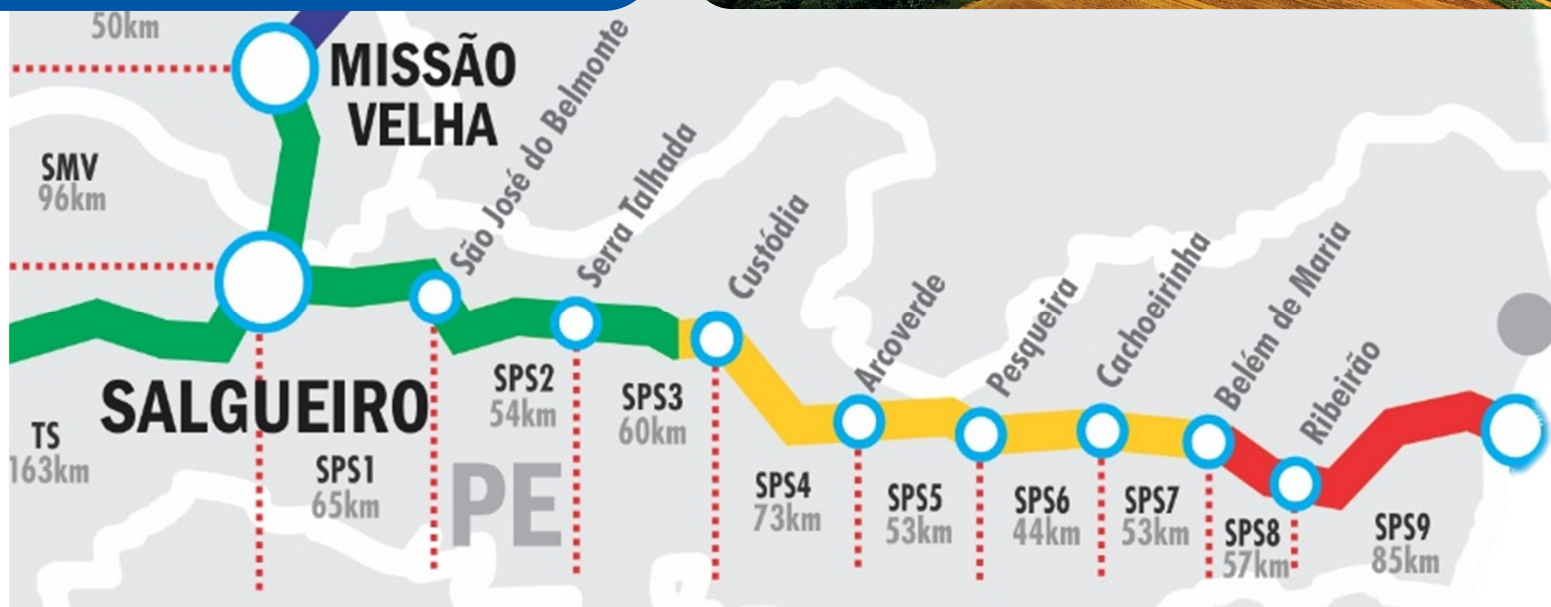 50km
MISSÃO
VELHA
SMV
96km
São José do Belmonte
Serra Talhada
Custódia
Arcoverde
Pesqueira
Cachoeirinha
Belém de Maria
Ribeirão
SALGUEIRO
TS
163km
SPS1
65km
PE
SPS2
54km
SPS3
60km
SPS4
73km
SPS5
53km
SPS6
44km
SPS7
53km
SPS8
57km
SPS9
85km